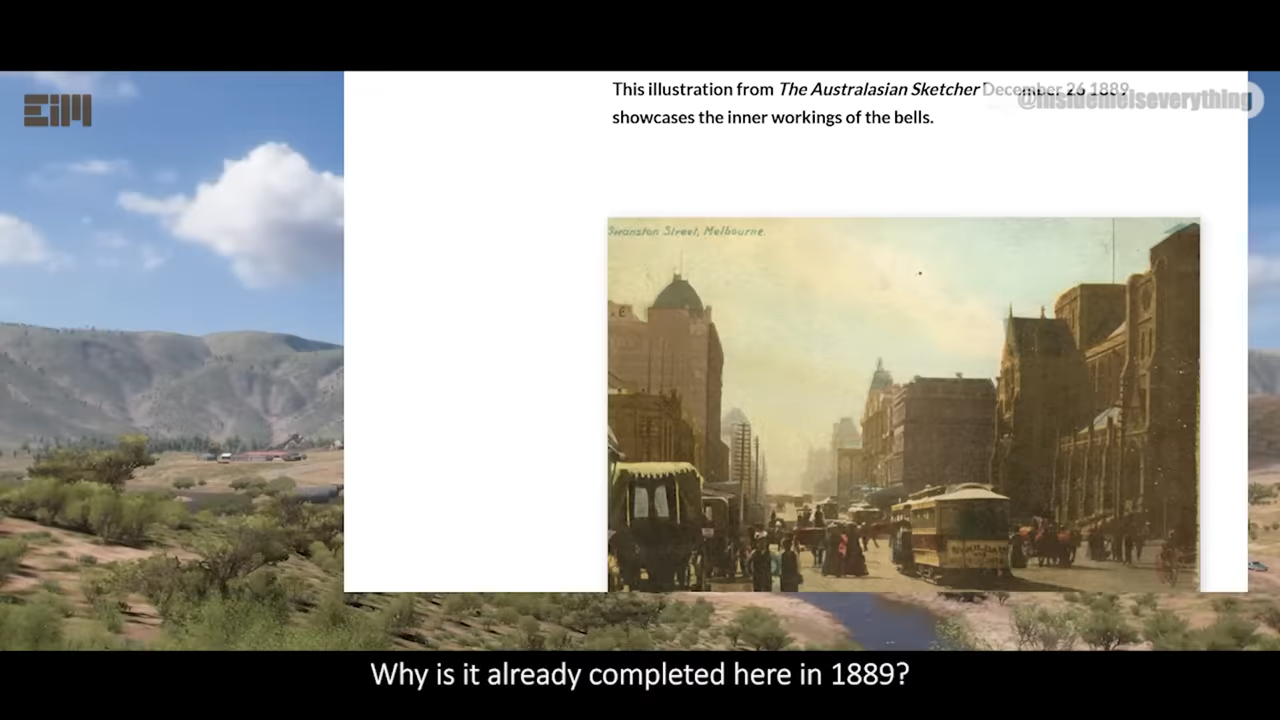 EIM
This illustration from The Australasian Sketcher December 26 1889
@insidemeiseverything
showcases the inner workings of the bells.
Swanston Street, Melbourne.
Why is it already completed here in 1889?